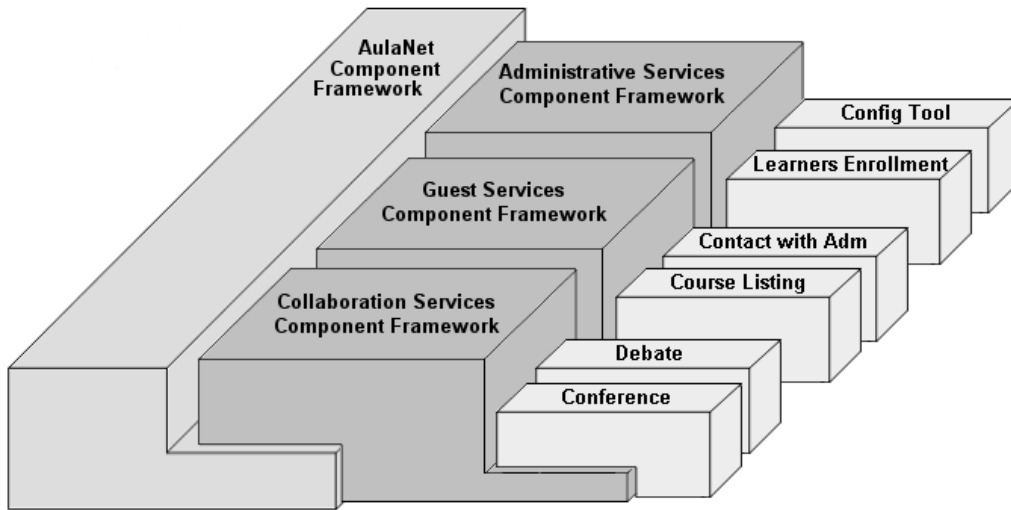 AulaNet
Component
Framework
Administrative Services
Component Framework
Config Tool
Learners Enrollment
Guest Services
Component Framework
Contact with Adm
Course Listing
Collaboration Services
Component Framework
Debate
Conference